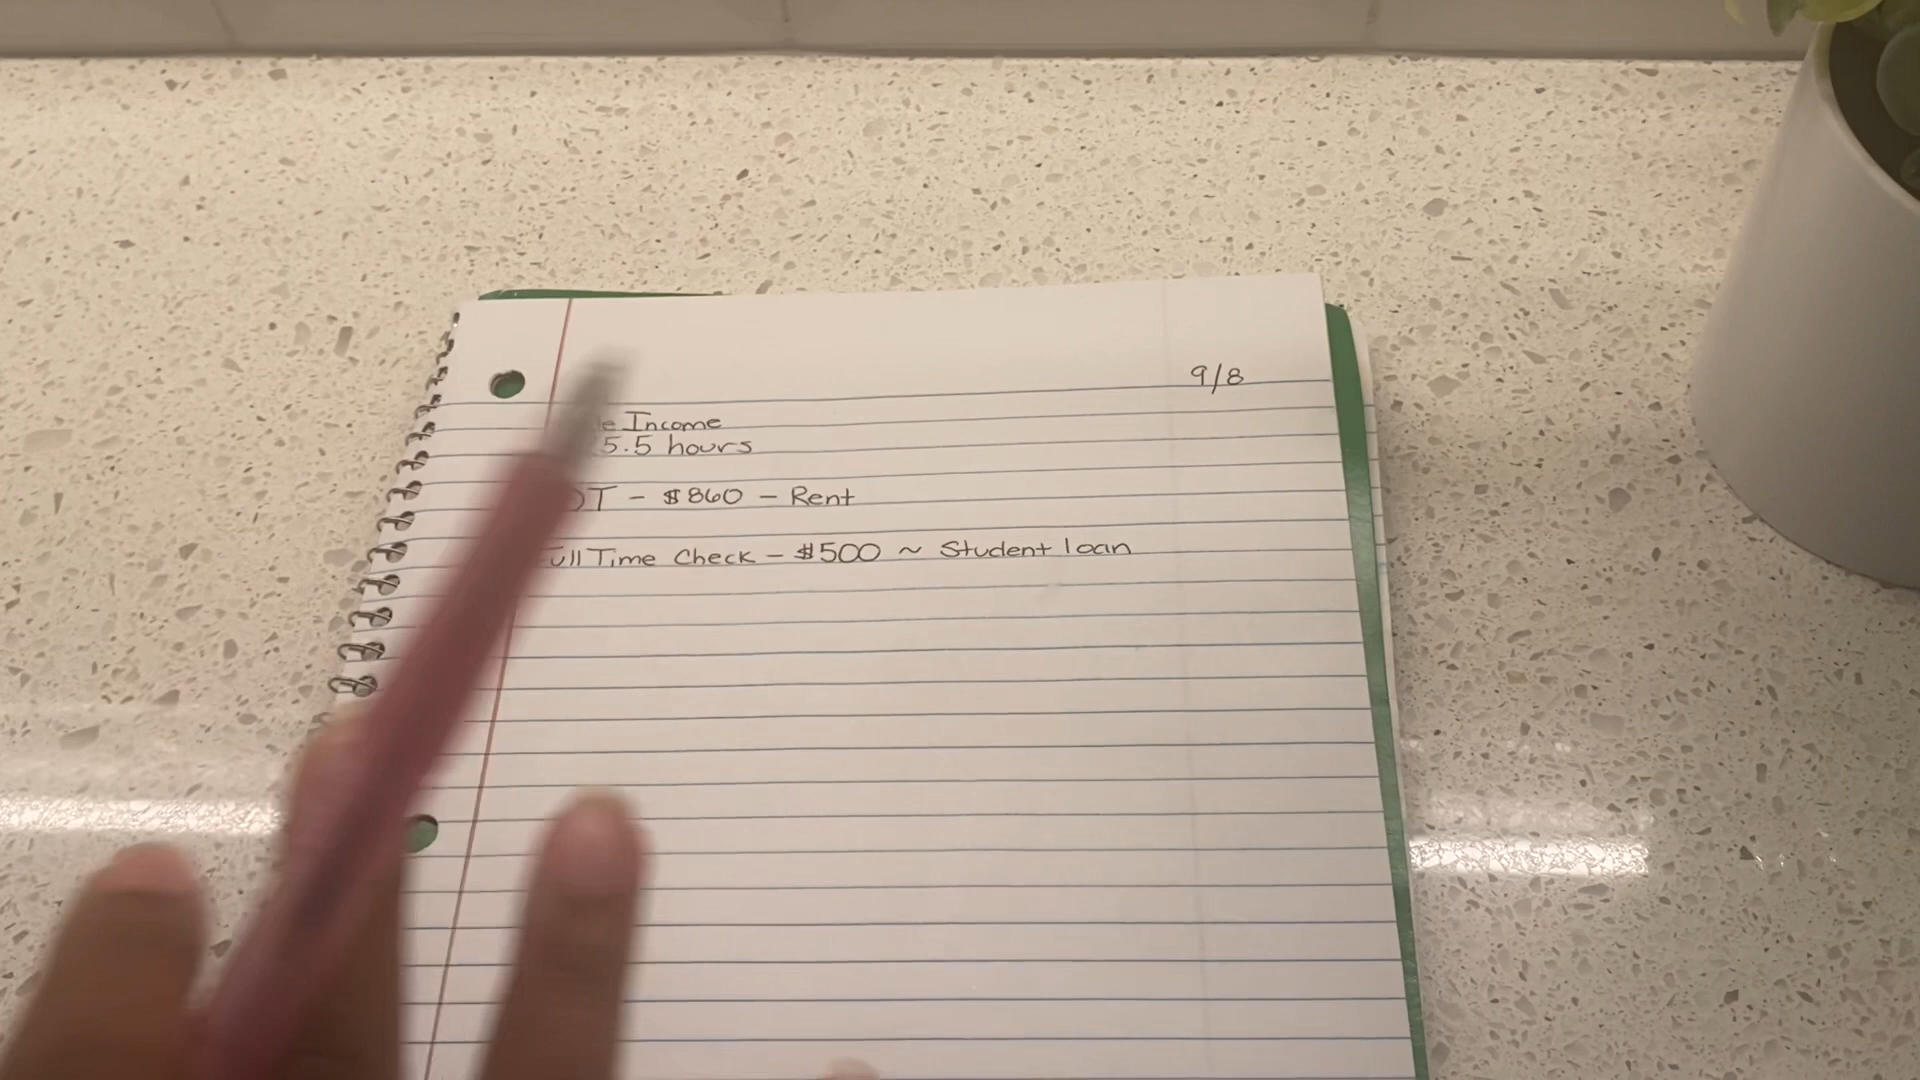 9/8
Income
5.5 hours
T - $860 - Rent
Time Check - $500 ~ Student loan